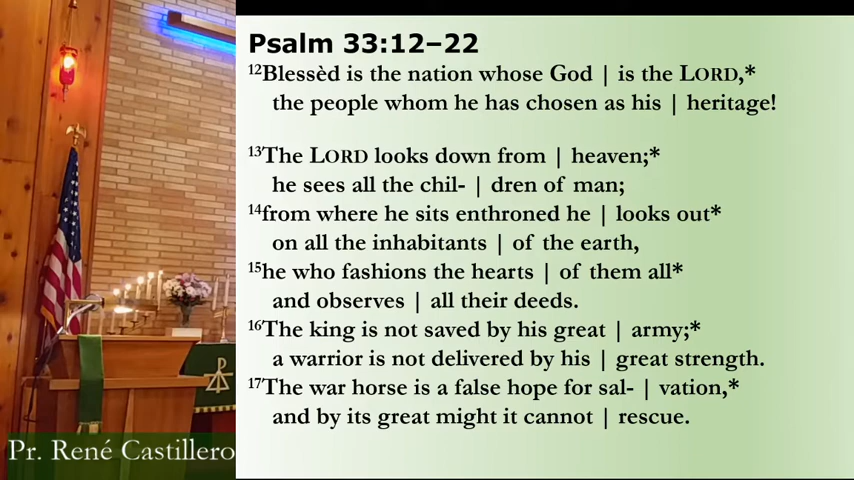 Psalm 33:12–22
¹²Blessèd is the nation whose God | is the LORD,*
the people whom he has chosen as his | heritage!
¹³The LORD looks down from | heaven;*
he sees all the chil- | dren of man;
¹⁴from where he sits enthroned he | looks out*
on all the inhabitants | of the earth,
¹⁵he who fashions the hearts | of them all*
and observes | all their deeds.
¹⁶The king is not saved by his great | army;*
a warrior is not delivered by his | great strength.
¹⁷The war horse is a false hope for sal- | vation,*
and by its great might it cannot | rescue.
Pr. René Castillero